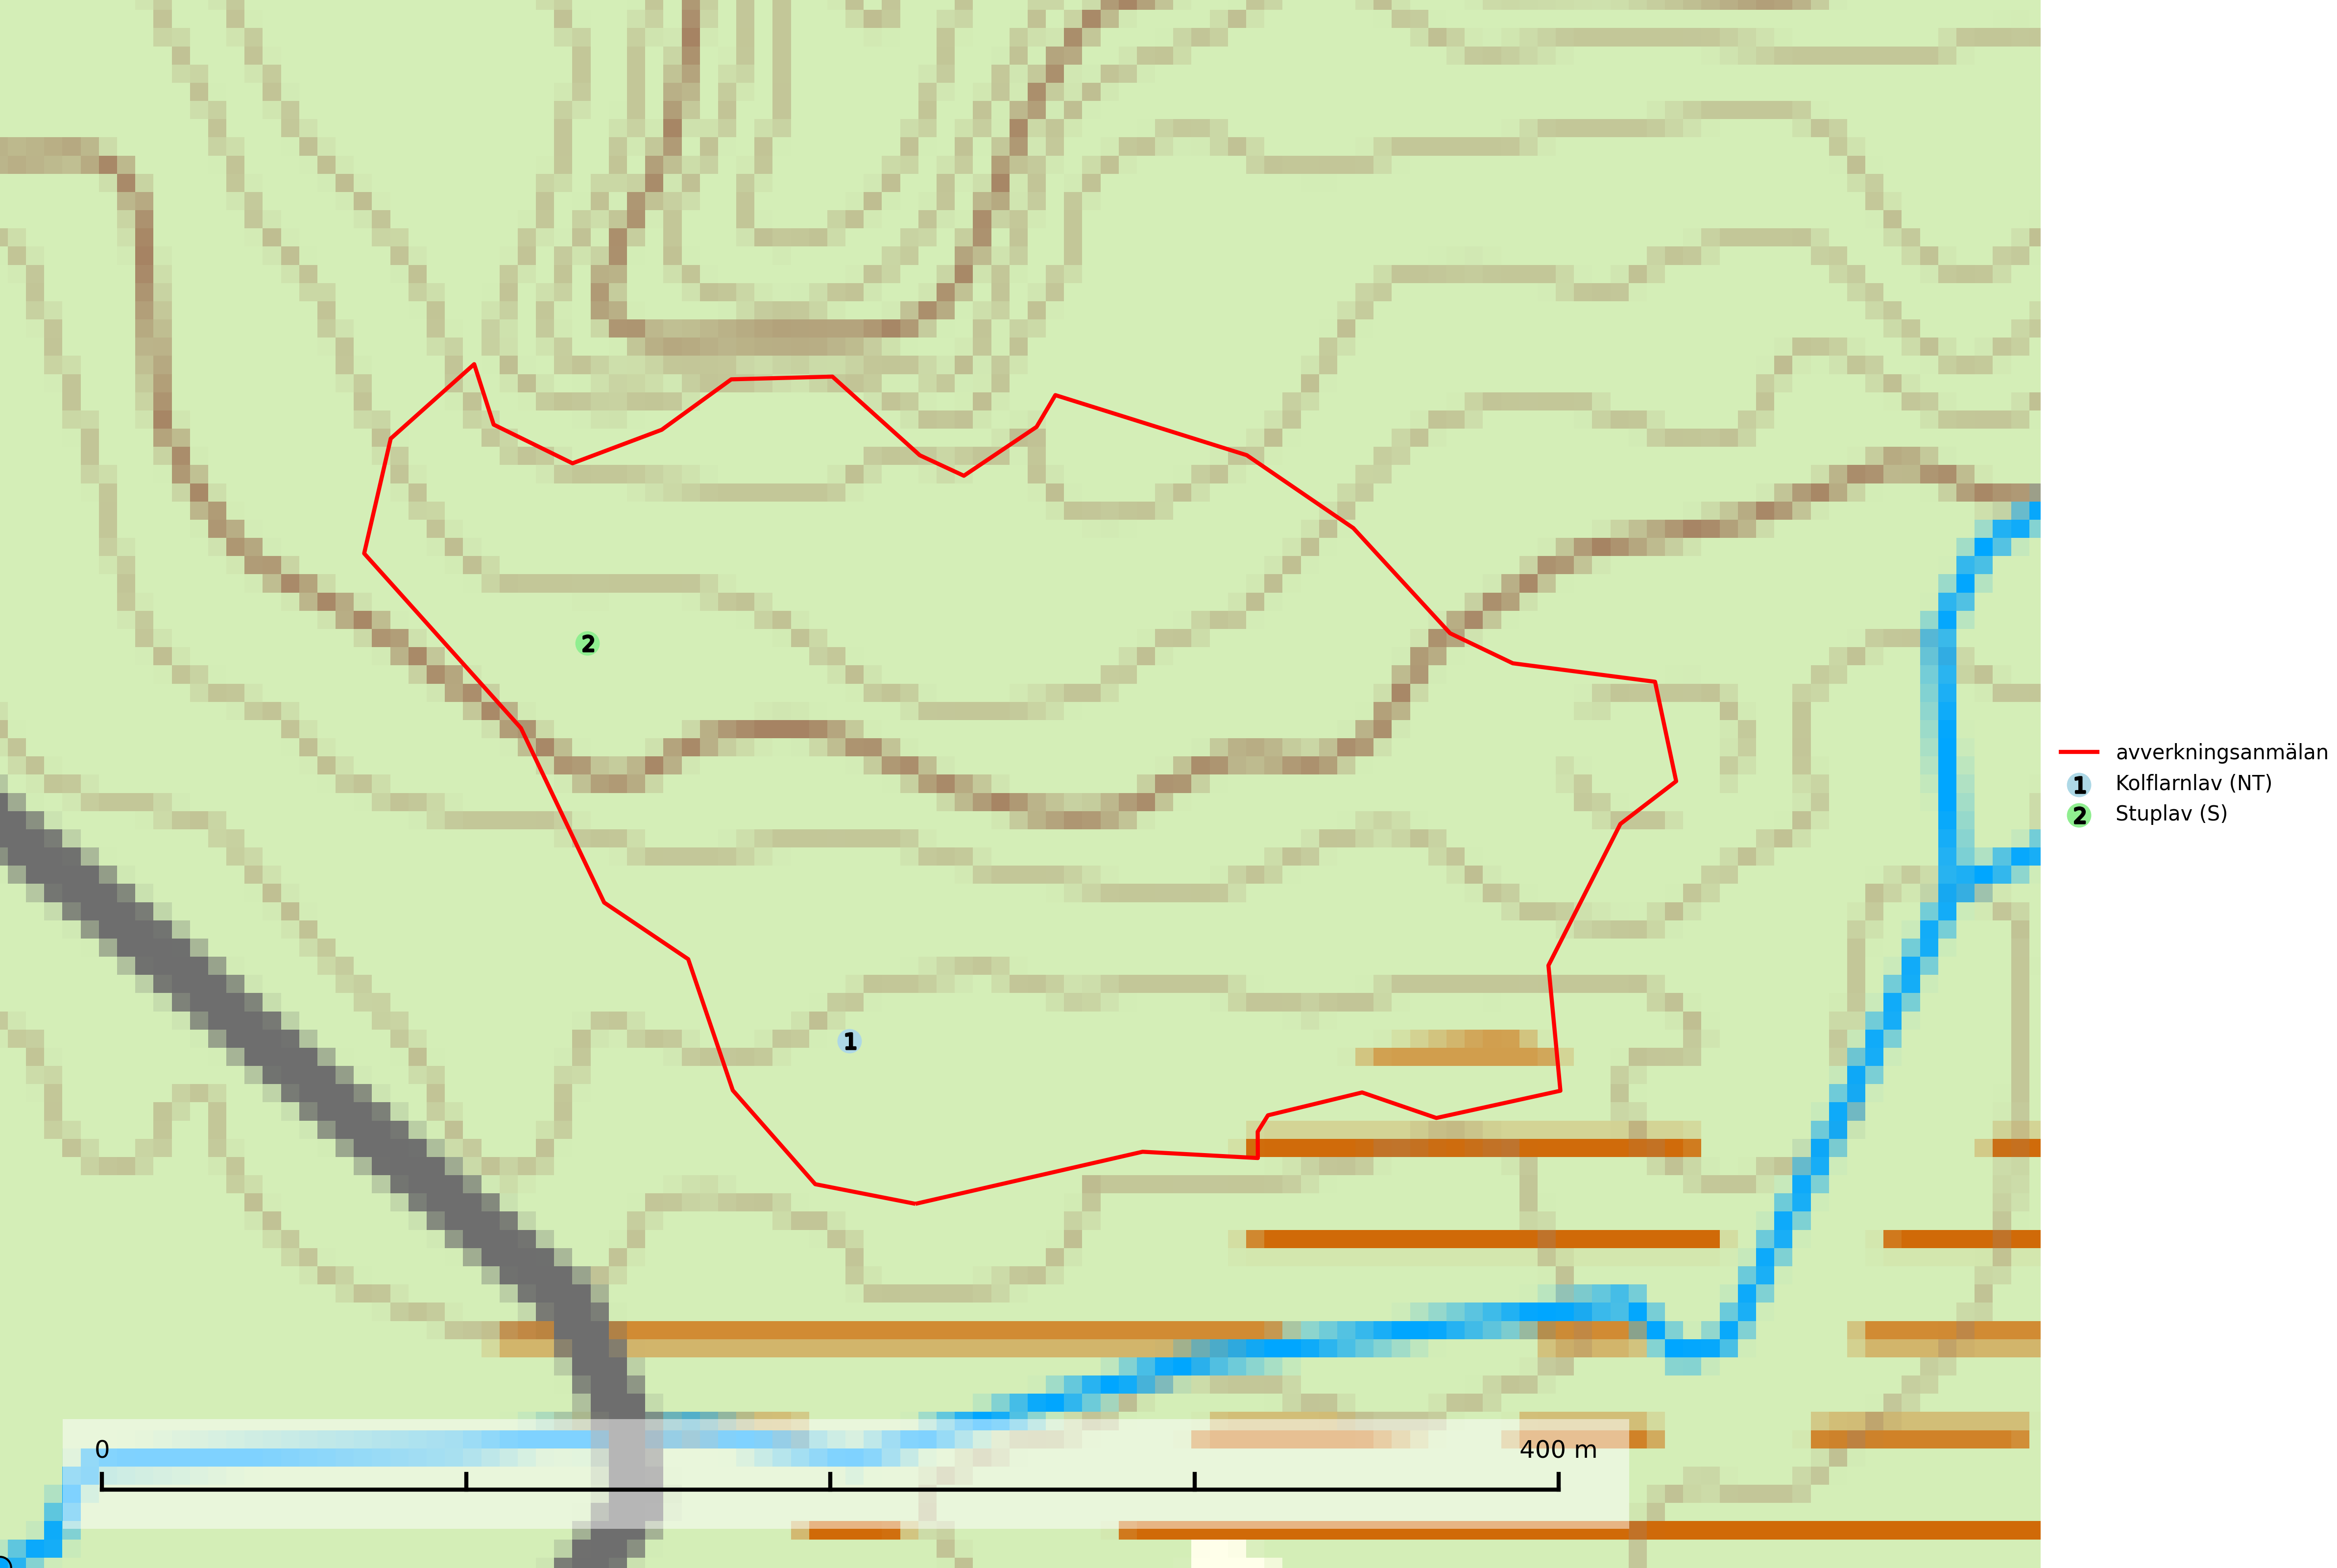 2
1
avverkningsanmälan
1 Kolflarnlav (NT)
2 Stuplav (S)
0 400 m